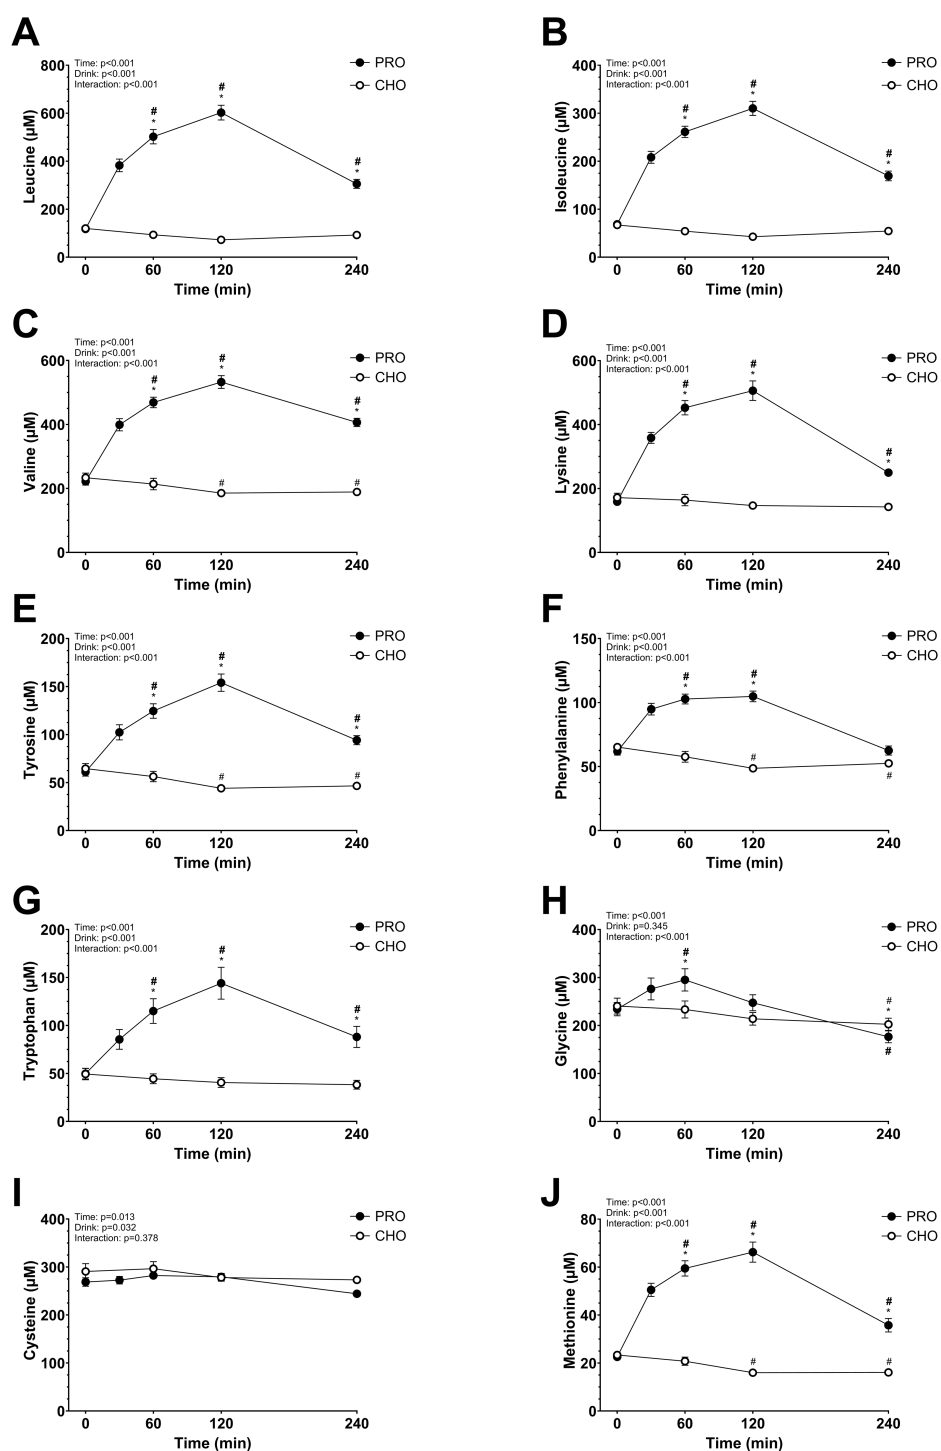 A
Time: p<0.001
Drink: p<0.001
Interaction: p<0.001
PRO
CHO
#
*
#
*
#
*
Leucine (µM)
800
600
400
200
0
0 60 120 240
Time (min)
B
Time: p<0.001
Drink: p<0.001
Interaction: p<0.001
PRO
CHO
#
*
#
*
#
*
Isoleucine (µM)
400
300
200
100
0
0 60 120 240
Time (min)
C
Time: p<0.001
Drink: p<0.001
Interaction: p<0.001
PRO
CHO
#
*
#
*
#
*
# #
Valine (µM)
600
400
200
0
0 60 120 240
Time (min)
D
Time: p<0.001
Drink: p<0.001
Interaction: p<0.001
PRO
CHO
#
*
#
*
#
*
Lysine (µM)
600
400
200
0
0 60 120 240
Time (min)
E
Time: p<0.001
Drink: p<0.001
Interaction: p<0.001
PRO
CHO
#
*
#
*
#
*
# #
Tyrosine (µM)
200
150
100
50
0
0 60 120 240
Time (min)
F
Time: p<0.001
Drink: p<0.001
Interaction: p<0.001
PRO
CHO
#
*
#
*
# #
Phenylalanine (µM)
150
100
50
0
0 60 120 240
Time (min)
G
Time: p<0.001
Drink: p<0.001
Interaction: p<0.001
PRO
CHO
#
*
#
*
#
*
Tryptophan (µM)
200
150
100
50
0
0 60 120 240
Time (min)
H
Time: p<0.001
Drink: p=0.345
Interaction: p<0.001
PRO
CHO
#
*
#
*
#
Glycine (µM)
400
300
200
100
0
0 60 120 240
Time (min)
I
Time: p=0.013
Drink: p=0.032
Interaction: p=0.378
PRO
CHO
Cysteine (µM)
400
300
200
100
0
0 60 120 240
Time (min)
J
Time: p<0.001
Drink: p<0.001
Interaction: p<0.001
PRO
CHO
#
*
#
*
#
*
# #
Methionine (µM)
80
60
40
20
0
0 60 120 240
Time (min)